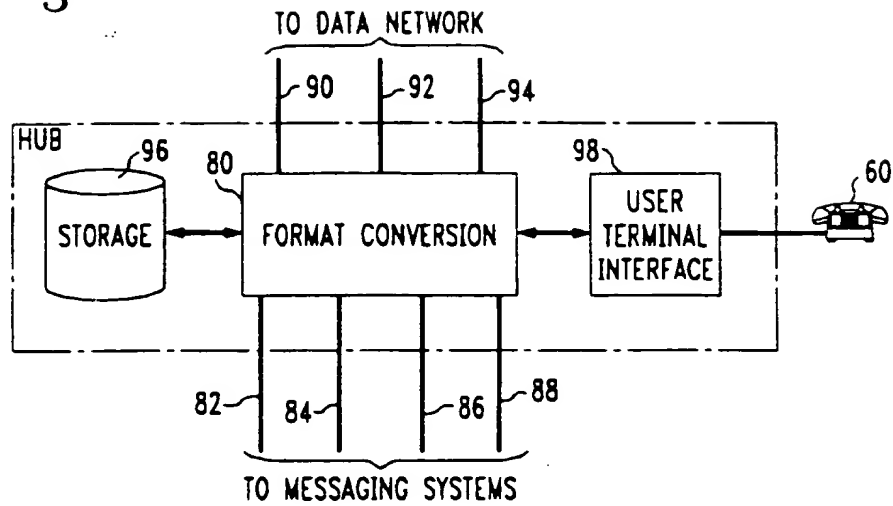 TO DATA NETWORK
90
92
94
HUB
96
80
98
60
STORAGE
FORMAT CONVERSION
USER
TERMINAL
INTERFACE
82
84
86
88
TO MESSAGING SYSTEMS